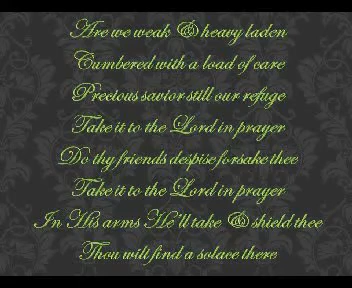 Are we weak & heavy laden
Cumbered with a load of care
Precious savior still our refuge
Take it to the Lord in prayer
Do thy friends despise forsake thee
Take it to the Lord in prayer
In His arms He'll take & shield thee
Thou will find a solace there